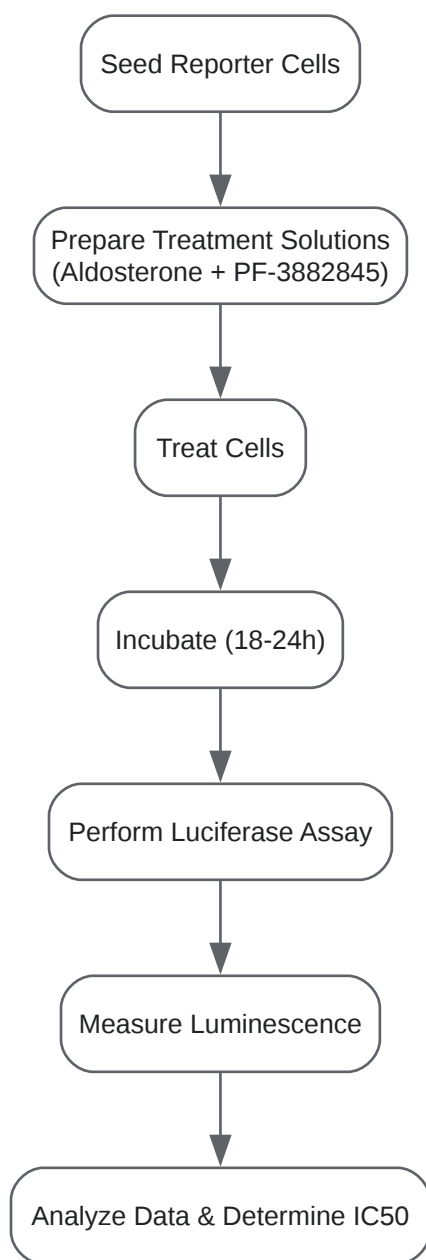 Seed Reporter Cells
Prepare Treatment Solutions
(Aldosterone + PF-3882845)
Treat Cells
Incubate (18-24h)
Perform Luciferase Assay
Measure Luminescence
Analyze Data & Determine IC50